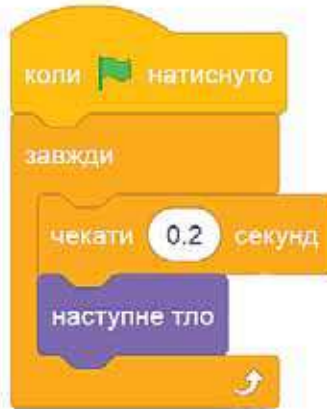 коли натиснуто
завжди
чекати 0.2 секунд
наступне тло